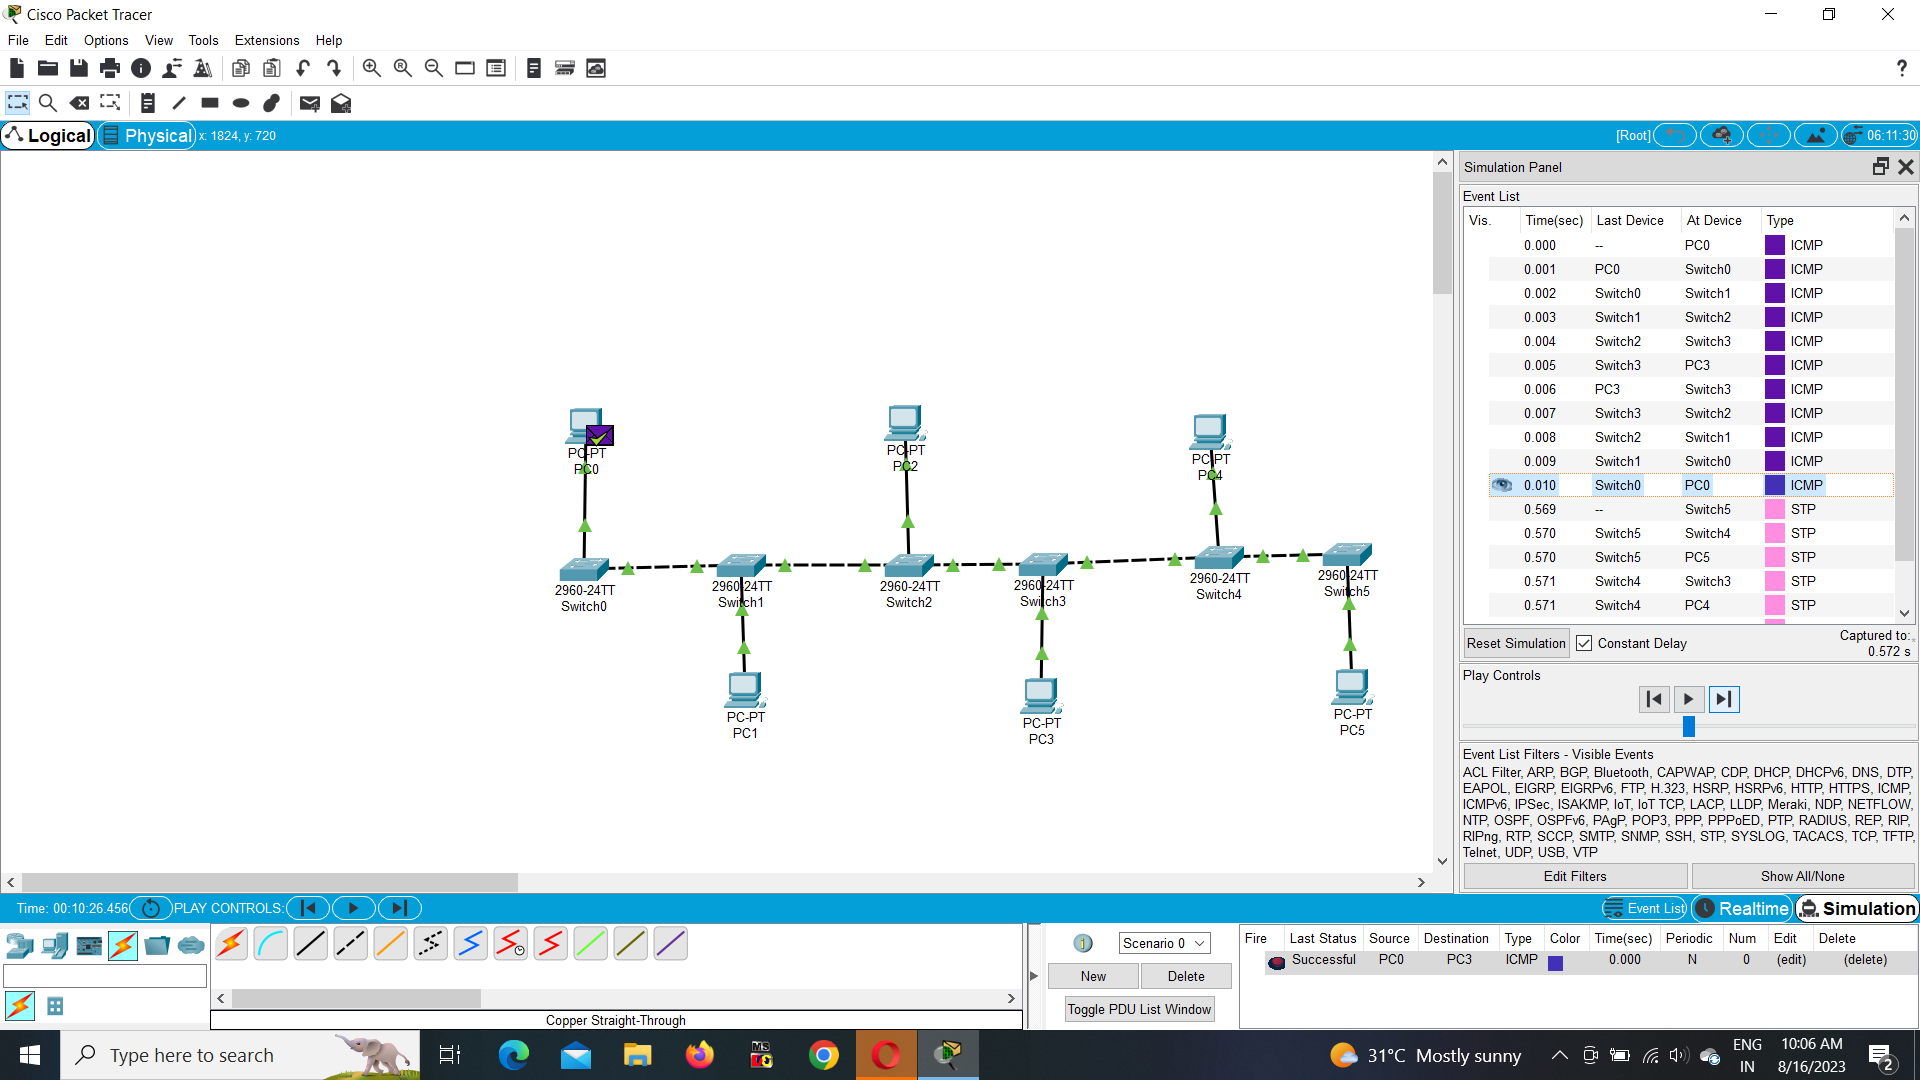 Cisco Packet Tracer
File Edit Options View Tools Extensions Help
Logical Physical x: 1824, y: 720 [Root] 06:11:30
Simulation Panel
Event List
Vis. Time(sec) Last Device At Device Type
0.000 -- PC0 ICMP
0.001 PC0 Switch0 ICMP
0.002 Switch0 Switch1 ICMP
0.003 Switch1 Switch2 ICMP
0.004 Switch2 Switch3 ICMP
0.005 Switch3 PC3 ICMP
0.006 PC3 Switch3 ICMP
0.007 Switch3 Switch2 ICMP
0.008 Switch2 Switch1 ICMP
0.009 Switch1 Switch0 ICMP
0.010 Switch0 PC0 ICMP
0.569 -- Switch5 STP
0.570 Switch5 Switch4 STP
0.570 Switch5 PC5 STP
0.571 Switch4 Switch3 STP
0.571 Switch4 PC4 STP
Reset Simulation Constant Delay Captured to:
0.572 s
Play Controls
Event List Filters - Visible Events
ACL Filter, ARP, BGP, Bluetooth, CAPWAP, CDP, DHCP, DHCPv6, DNS, DTP,
EAPOL, EIGRP, EIGRPv6, FTP, H.323, HSRP, HSRPv6, HTTP, HTTPS, ICMP,
ICMPv6, IPSec, ISAKMP, IoT, IoT TCP, LACP, LLDP, Meraki, NDP, NETFLOW,
NTP, OSPF, OSPFv6, PAgP, POP3, PPP, PPPoED, PTP, RADIUS, REP, RIP,
RIPng, RTP, SCCP, SMTP, SNMP, SSH, STP, SYSLOG, TACACS, TCP, TFTP,
Telnet, UDP, USB, VTP
Edit Filters Show All/None
PC-PT
PC0
PC-PT
PC2
PC-PT
PC4
2960-24TT
Switch0
2960-24TT
Switch1
2960-24TT
Switch2
2960-24TT
Switch3
2960-24TT
Switch4
2960-24TT
Switch5
PC-PT
PC1
PC-PT
PC3
PC-PT
PC5
Time: 00:10:26.456 PLAY CONTROLS: Event List Realtime Simulation
Scenario 0
New Delete
Toggle PDU List Window
Fire Last Status Source Destination Type Color Time(sec) Periodic Num Edit Delete
Successful PC0 PC3 ICMP 0.000 N 0 (edit) (delete)
Copper Straight-Through
Type here to search
MS
31°C Mostly sunny
ENG
IN
10:06 AM
8/16/2023
2